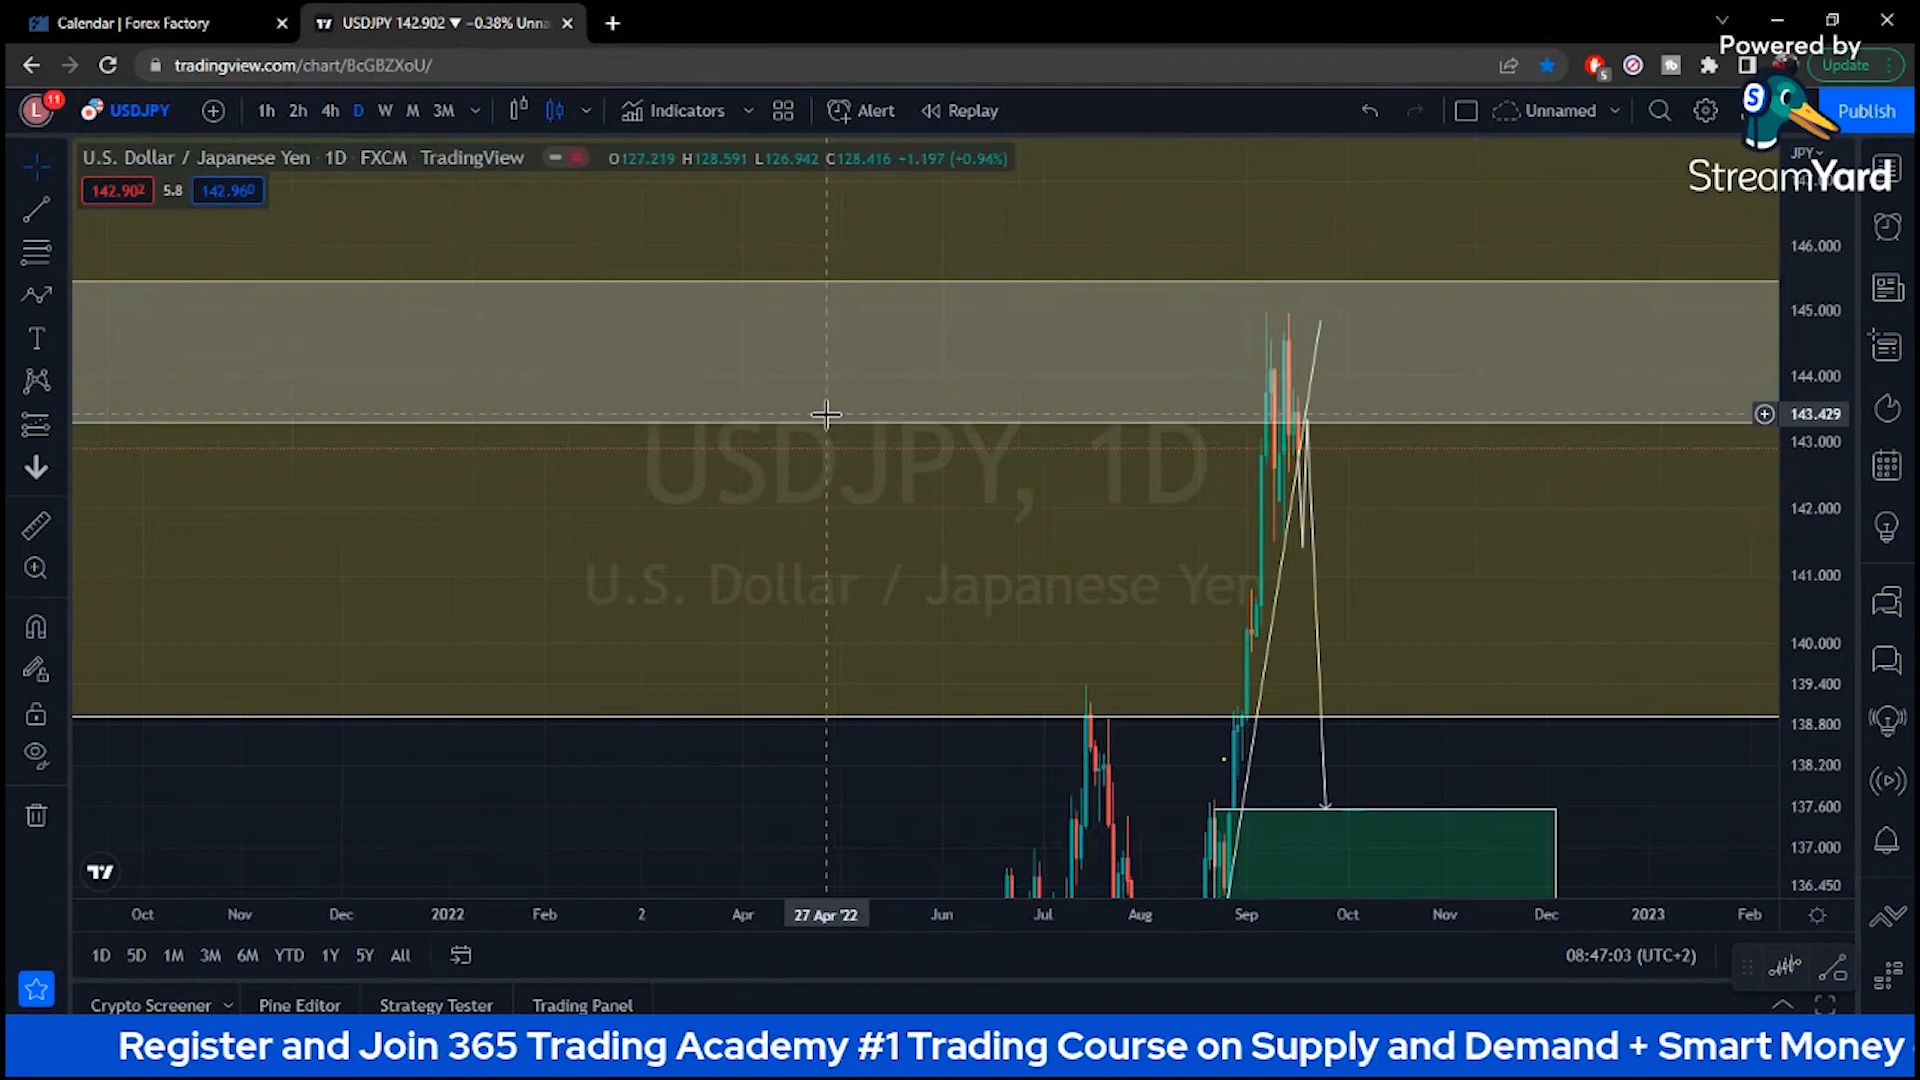 Calendar | Forex Factory
USDJPY 142.902 ▼ −0.38% Unna
Powered by
tradingview.com/chart/BcGBZXoU/
5
Update
L
11
USDJPY
1h 2h 4h D W M 3M
Indicators
Alert
Replay
Unnamed
S
Publish
U.S. Dollar / Japanese Yen · 1D · FXCM · TradingView
O127.219 H128.591 L126.942 C128.416 −1.197 (+0.94%)
JPY
StreamYard
142.902
5.8
142.960
146.000
145.000
144.000
143.429
143.000
USDJPY, 1D
142.000
141.000
U.S. Dollar / Japanese Yen
140.000
139.400
138.800
138.200
137.600
137.000
136.450
Oct Nov Dec 2022 Feb 2 Apr 27 Apr '22 Jun Jul Aug Sep Oct Nov Dec 2023 Feb
1D 5D 1M 3M 6M YTD 1Y 5Y All
08:47:03 (UTC+2)
Crypto Screener
Pine Editor
Strategy Tester
Trading Panel
Register and Join 365 Trading Academy #1 Trading Course on Supply and Demand + Smart Money